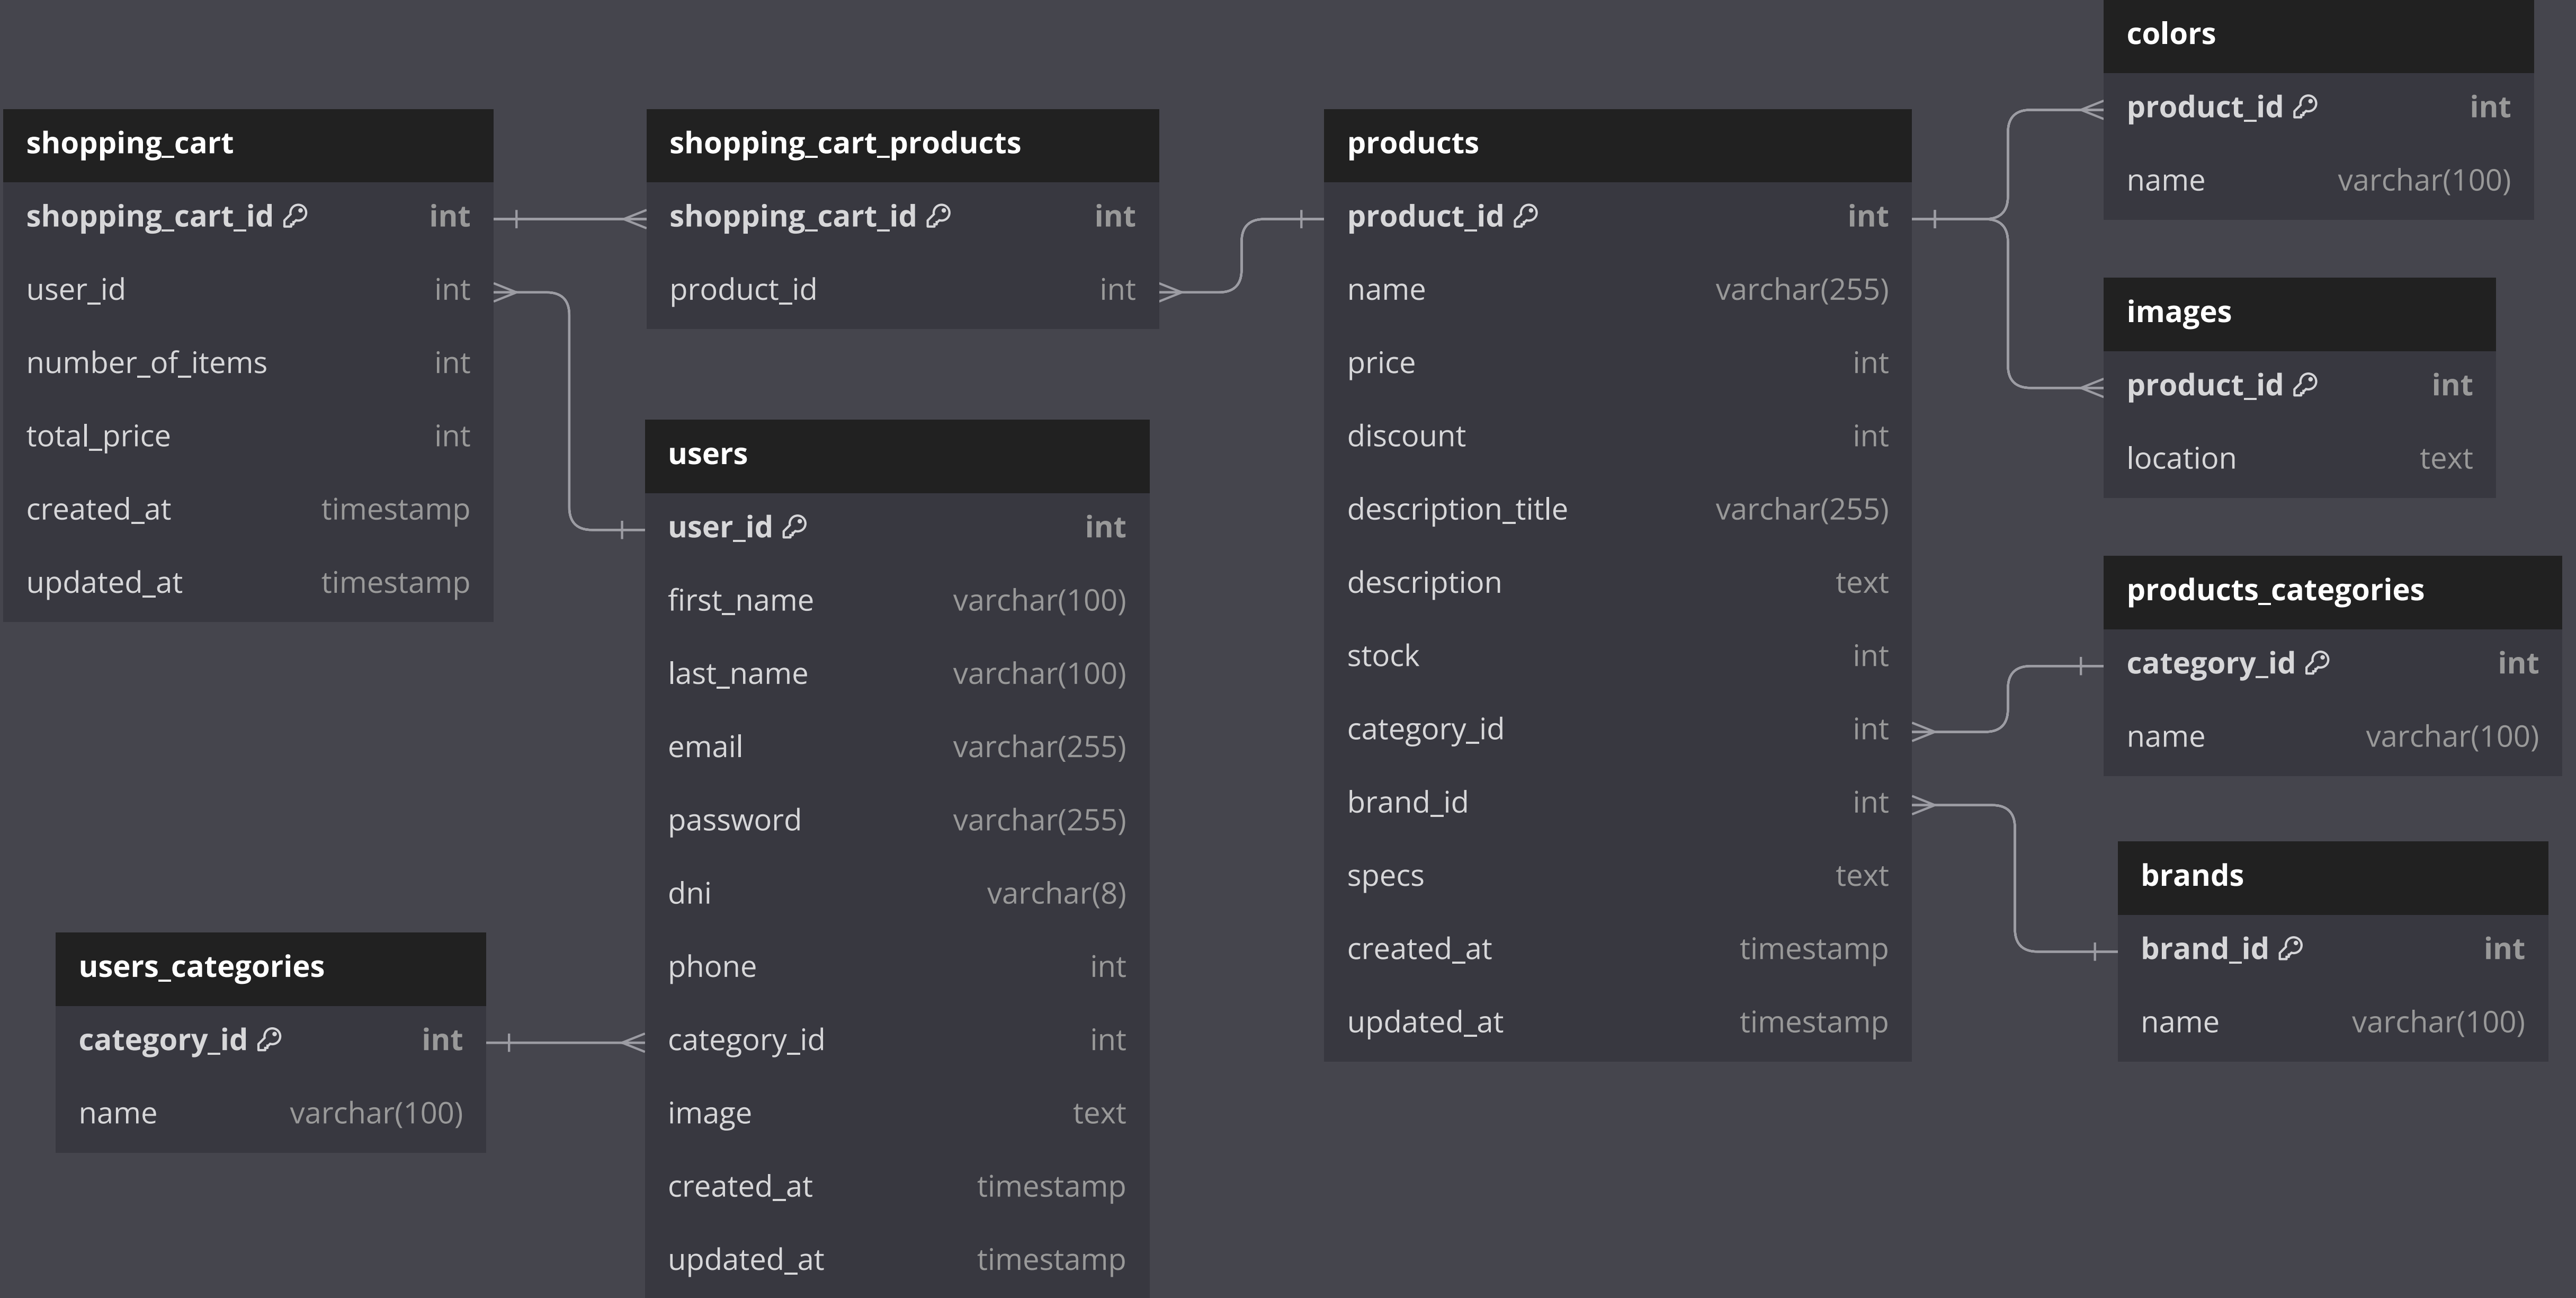 shopping_cart
shopping_cart_id int
user_id int
number_of_items int
total_price int
created_at timestamp
updated_at timestamp
shopping_cart_products
shopping_cart_id int
product_id int
users
user_id int
first_name varchar(100)
last_name varchar(100)
email varchar(255)
password varchar(255)
dni varchar(8)
phone int
category_id int
image text
created_at timestamp
updated_at timestamp
users_categories
category_id int
name varchar(100)
products
product_id int
name varchar(255)
price int
discount int
description_title varchar(255)
description text
stock int
category_id int
brand_id int
specs text
created_at timestamp
updated_at timestamp
colors
product_id int
name varchar(100)
images
product_id int
location text
products_categories
category_id int
name varchar(100)
brands
brand_id int
name varchar(100)